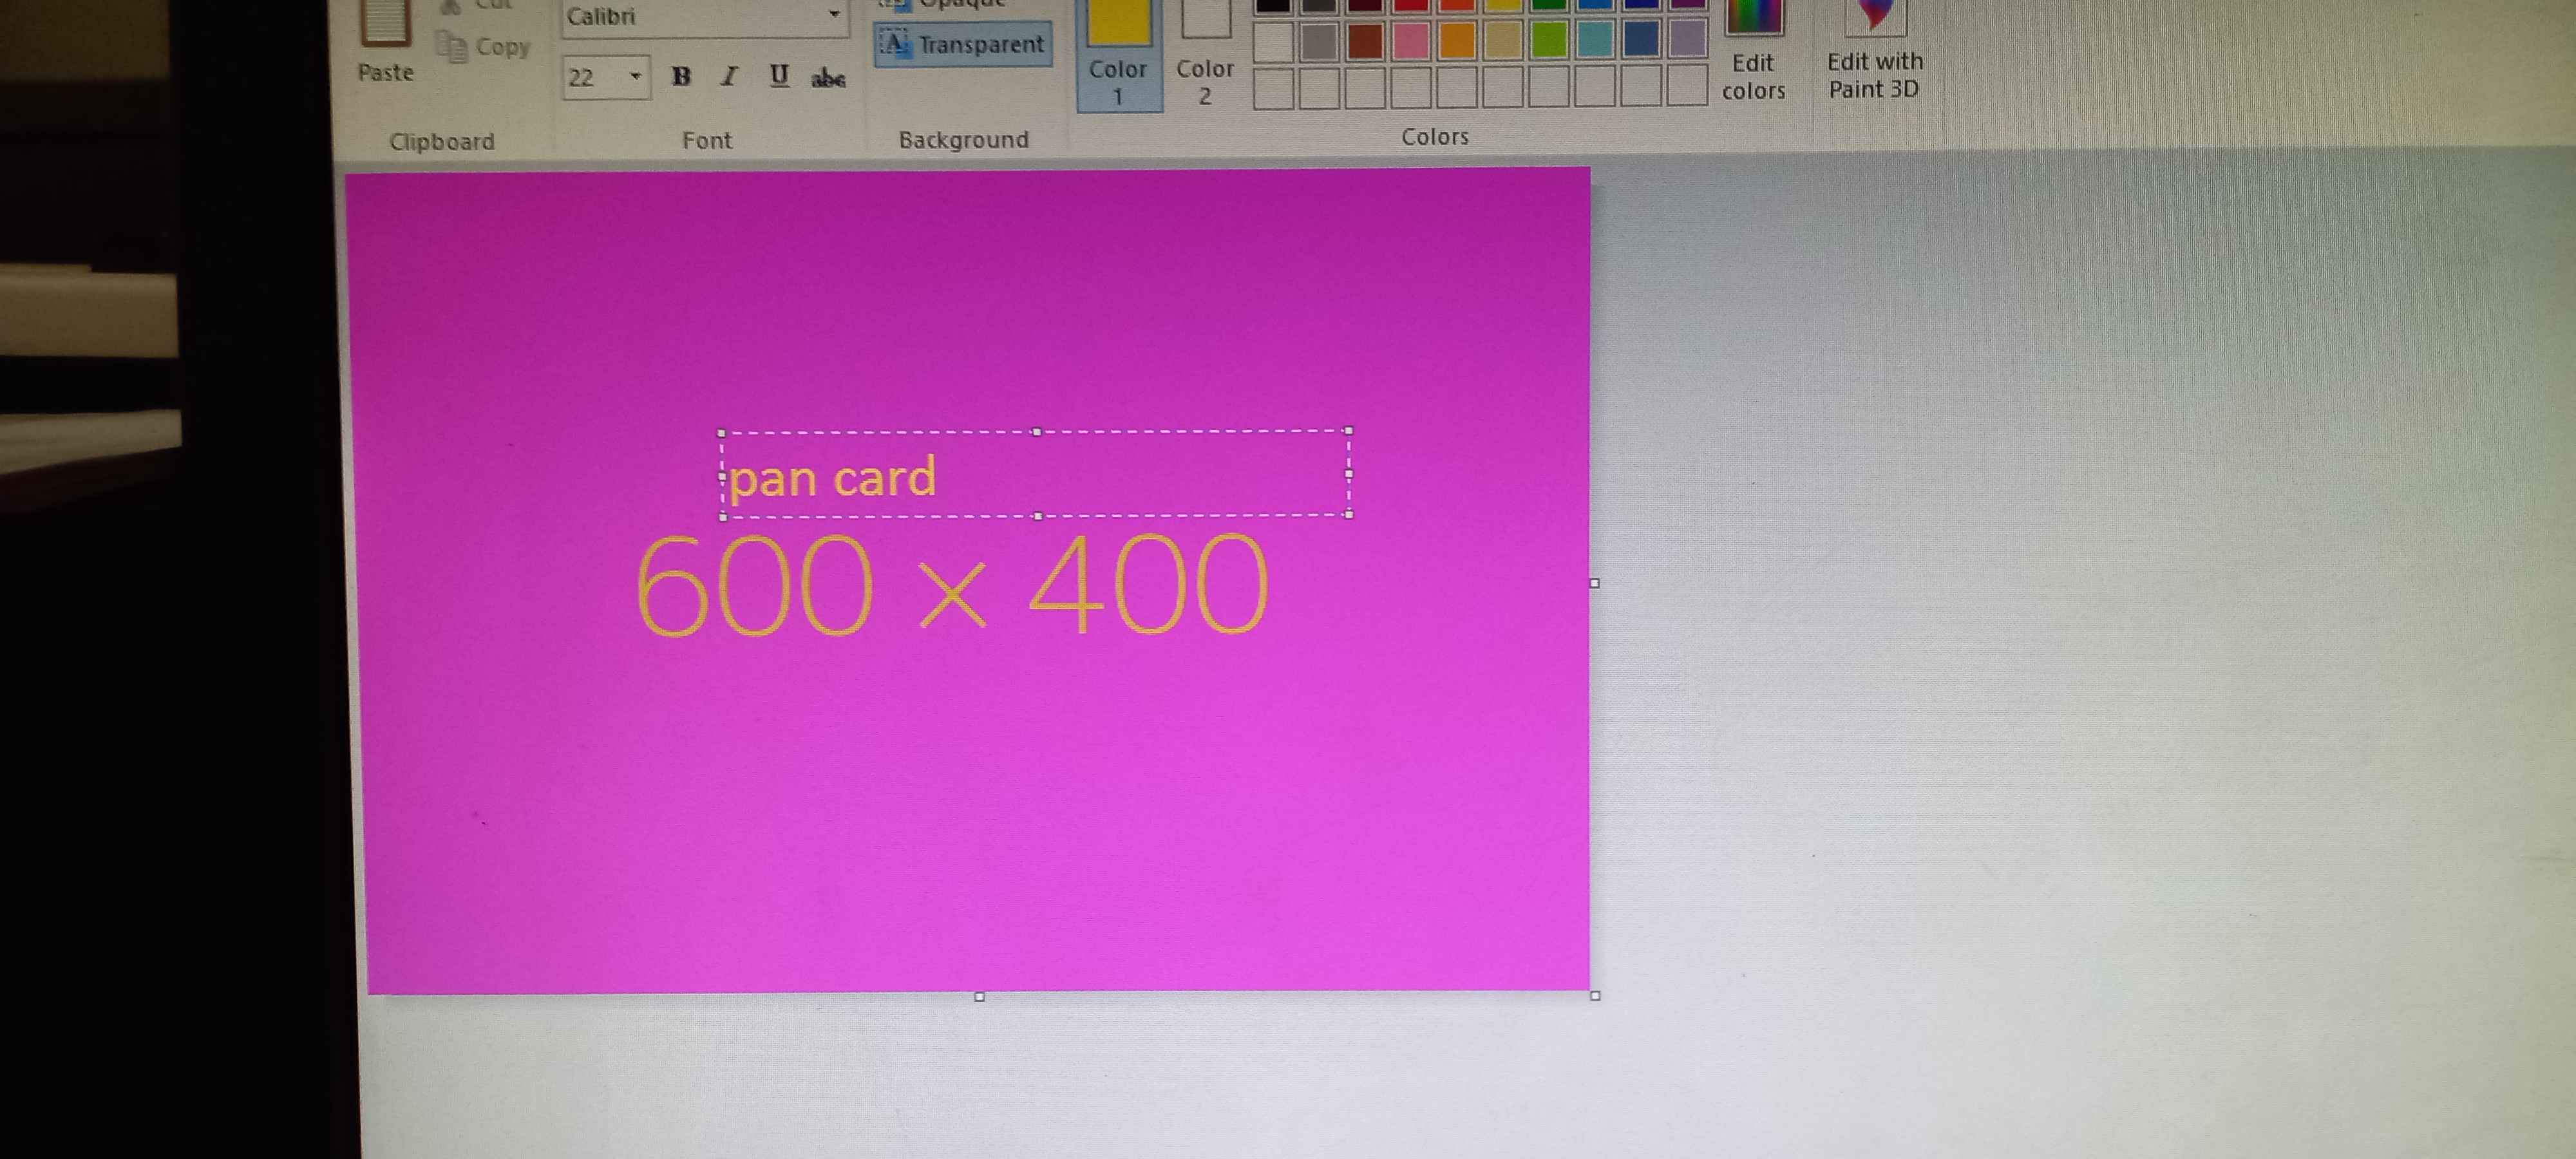 Cut
Calibri
Opaque
Copy
Transparent
Paste
22
B I U abc
Color 1
Color 2
Edit colors
Edit with Paint 3D
Clipboard
Font
Background
Colors
pan card
600 × 400